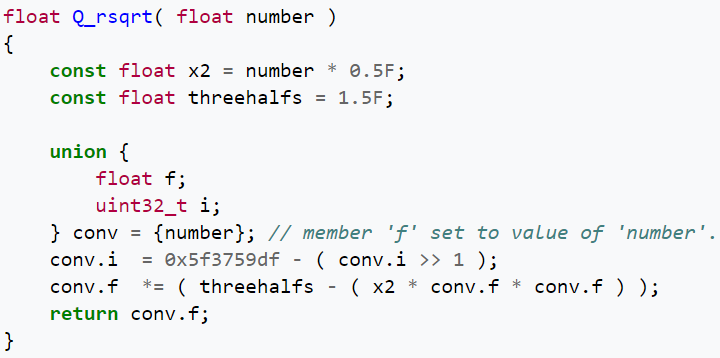 float Q_rsqrt( float number )
{
    const float x2 = number * 0.5F;
    const float threehalfs = 1.5F;

    union {
        float f;
        uint32_t i;
    } conv = {number}; // member 'f' set to value of 'number'.
    conv.i  = 0x5f3759df - ( conv.i >> 1 );
    conv.f  *= ( threehalfs - ( x2 * conv.f * conv.f ) );
    return conv.f;
}